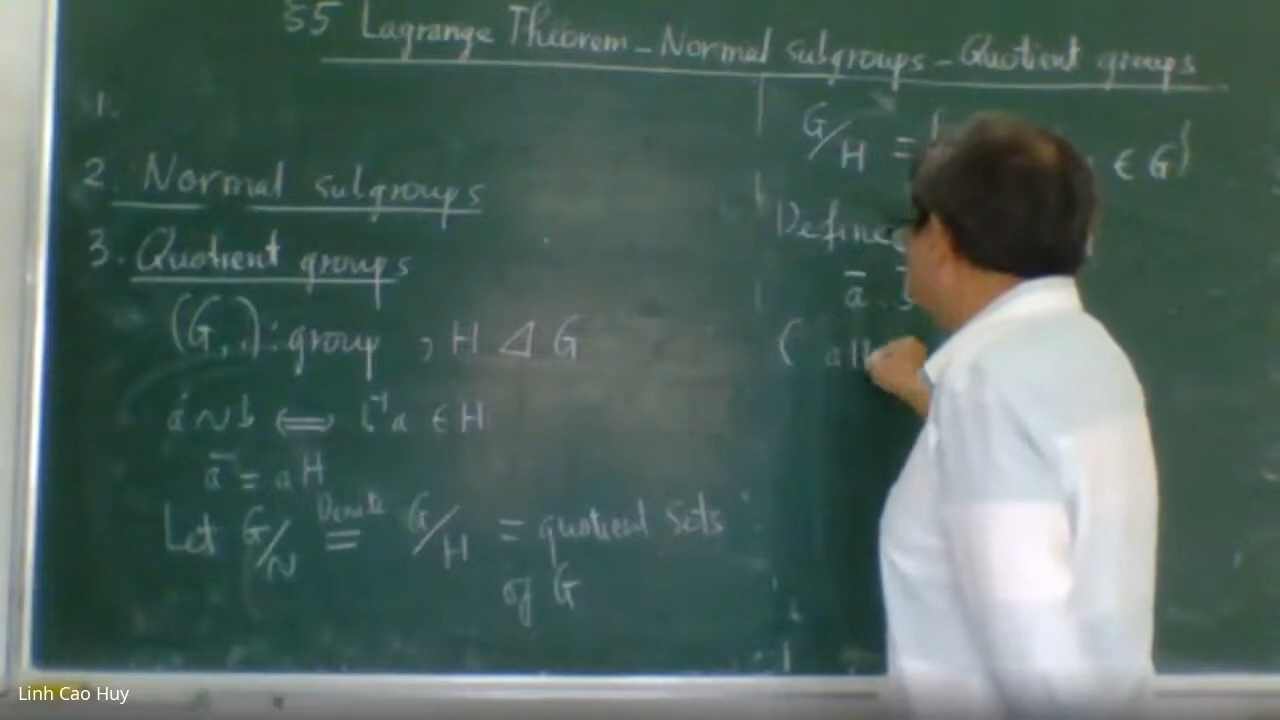 §5 Lagrange Theorem - Normal subgroups - Quotient groups
1.
2. Normal subgroups
3. Quotient groups
(G, .) : group , H ⊲ G
a ~ b ⟺ b⁻¹a ∈ H
ā = aH
Let G/~ Denote = G/H = quotient sets
of G
G/H = { ∈ G}
Define
ā .
(
Linh Cao Huy